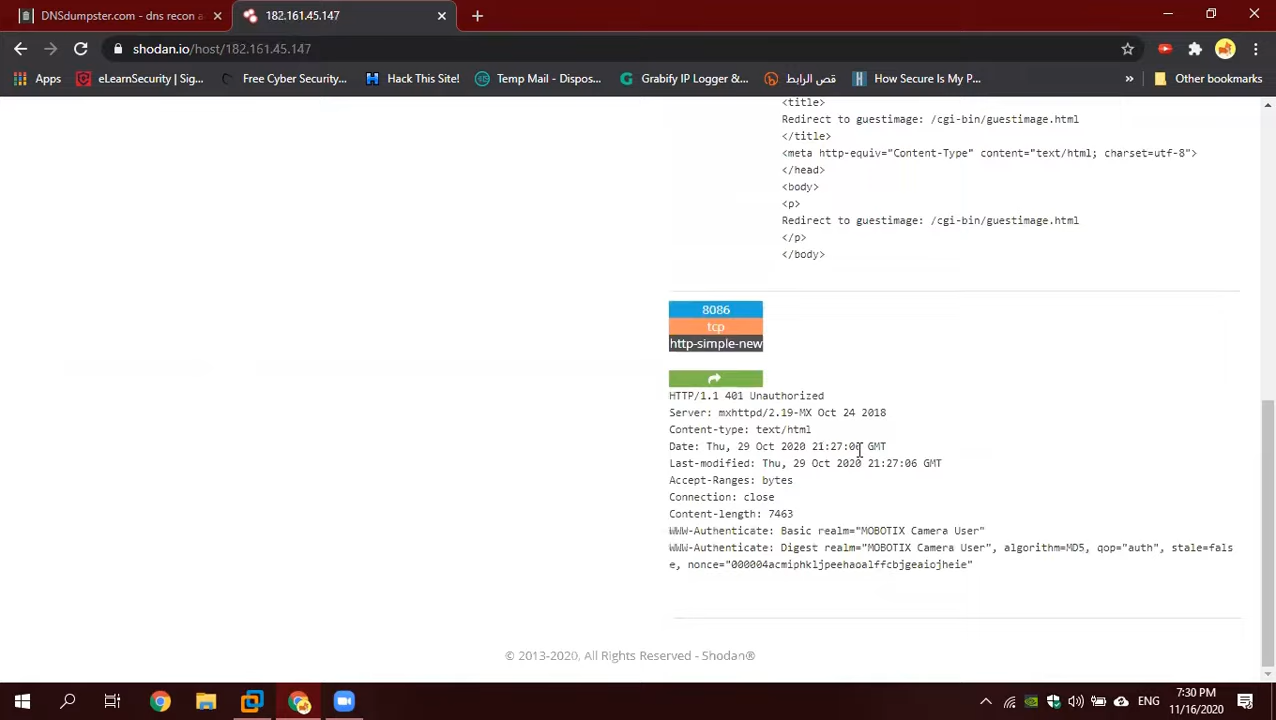 DNSdumpster.com - dns recon a
182.161.45.147
shodan.io/host/182.161.45.147
Apps
eLearnSecurity | Sig...
Free Cyber Security...
Hack This Site!
Temp Mail - Dispos...
Grabify IP Logger &...
قص الرابط
How Secure Is My P...
»
Other bookmarks
<title>
Redirect to guestimage: /cgi-bin/guestimage.html
</title>
<meta http-equiv="Content-Type" content="text/html; charset=utf-8">
</head>
<body>
<p>
Redirect to guestimage: /cgi-bin/guestimage.html
</p>
</body>
8086
tcp
http-simple-new
HTTP/1.1 401 Unauthorized
Server: mxhttpd/2.19-MX Oct 24 2018
Content-type: text/html
Date: Thu, 29 Oct 2020 21:27:06 GMT
Last-modified: Thu, 29 Oct 2020 21:27:06 GMT
Accept-Ranges: bytes
Connection: close
Content-length: 7463
WWW-Authenticate: Basic realm="MOBOTIX Camera User"
WWW-Authenticate: Digest realm="MOBOTIX Camera User", algorithm=MD5, qop="auth", stale=fals
e, nonce="000004acmiphkljpeehaoalffcbjgeaiojheie"
© 2013-2020, All Rights Reserved - Shodan®
ENG
7:30 PM
11/16/2020